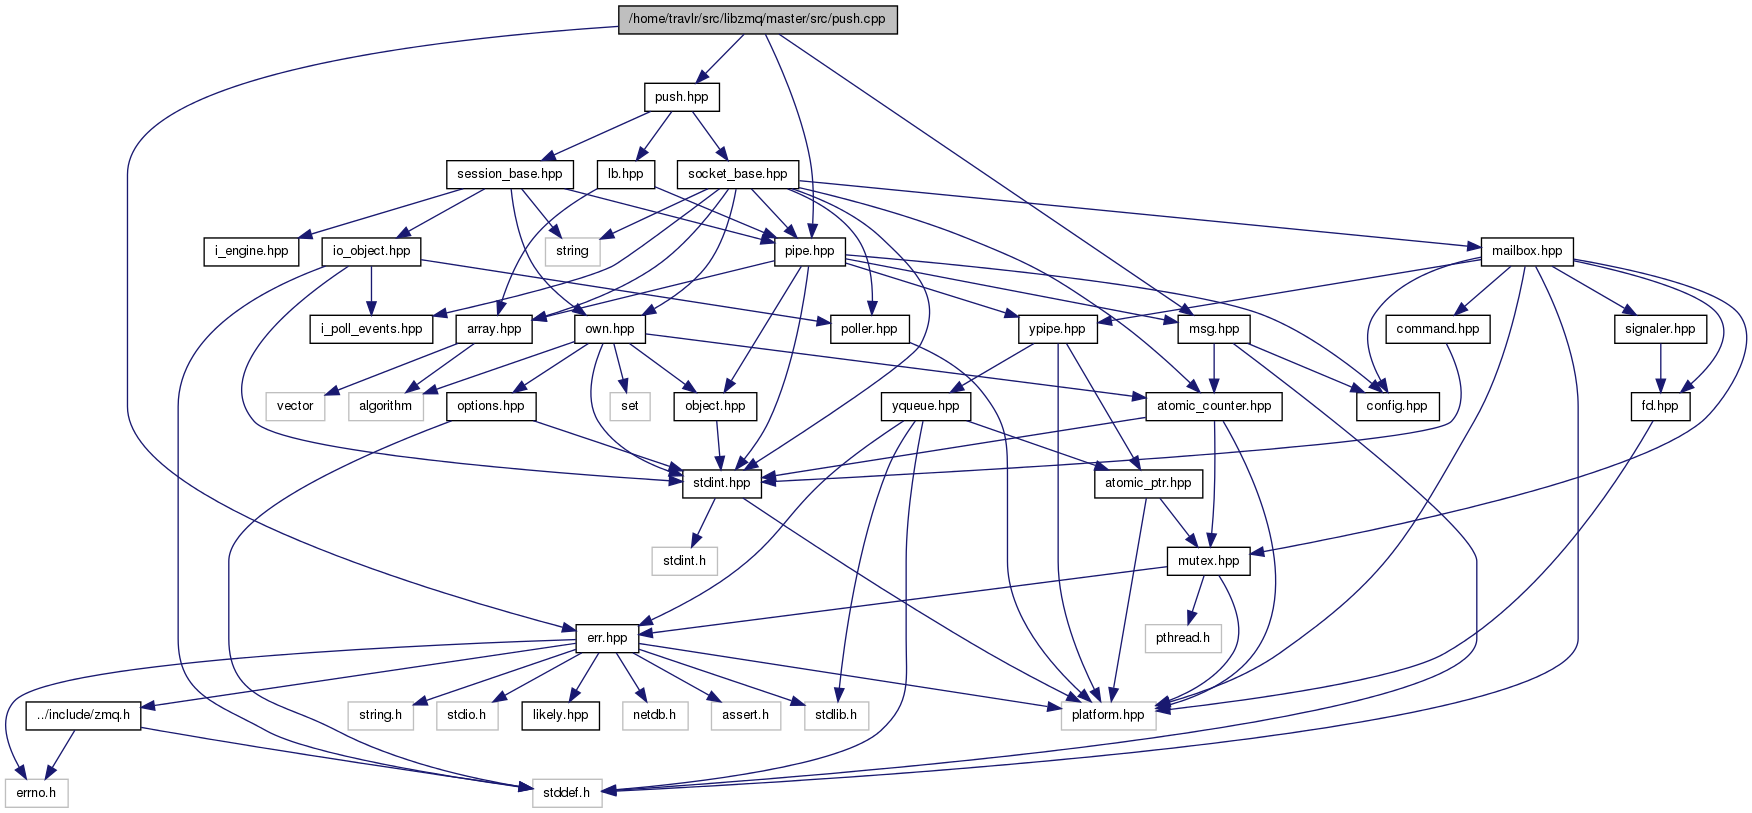 /home/travlr/src/libzmq/master/src/push.cpp
push.hpp
session_base.hpp
lb.hpp
socket_base.hpp
i_engine.hpp
io_object.hpp
string
pipe.hpp
mailbox.hpp
i_poll_events.hpp
array.hpp
own.hpp
poller.hpp
ypipe.hpp
msg.hpp
command.hpp
signaler.hpp
vector
algorithm
options.hpp
set
object.hpp
yqueue.hpp
atomic_counter.hpp
config.hpp
fd.hpp
stdint.hpp
atomic_ptr.hpp
stdint.h
mutex.hpp
err.hpp
pthread.h
../include/zmq.h
string.h
stdio.h
likely.hpp
netdb.h
assert.h
stdlib.h
platform.hpp
errno.h
stddef.h